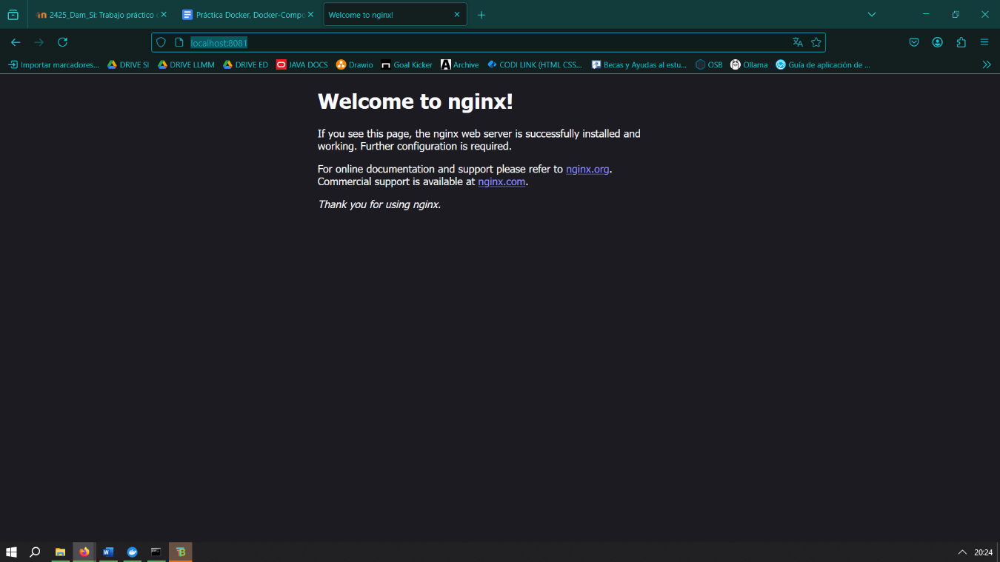 2425_Dam_Si: Trabajo práctico
Práctica Docker, Docker-Compo
Welcome to nginx!
localhost:8081
Importar marcadores...
DRIVE SI
DRIVE LLMM
DRIVE ED
JAVA DOCS
Drawio
Goal Kicker
Archive
CODI LINK (HTML CSS...
Becas y Ayudas al estu...
OSB
Ollama
Guía de aplicación de ...
Welcome to nginx!
If you see this page, the nginx web server is successfully installed and
working. Further configuration is required.
For online documentation and support please refer to nginx.org.
Commercial support is available at nginx.com.
Thank you for using nginx.
20:24